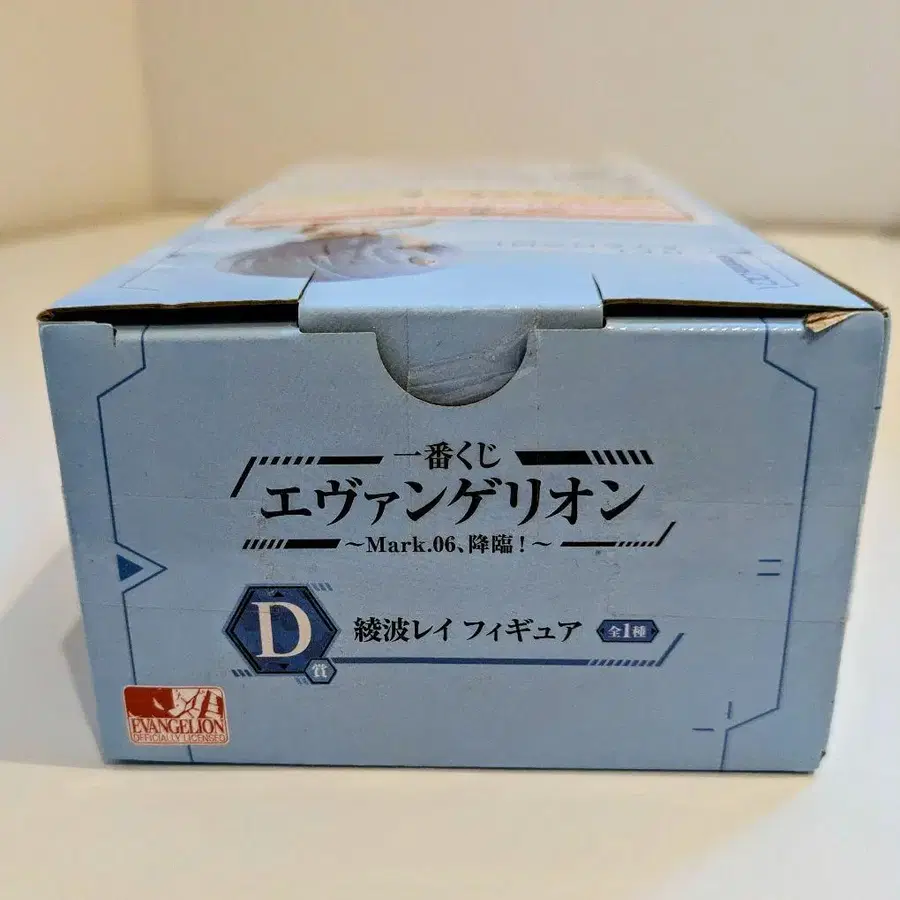 一番くじ
エヴァンゲリオン
～Mark.06、降臨！～
D
賞
綾波レイ フィギュア
全1種
EVANGELION
OFFICIALLY LICENSED